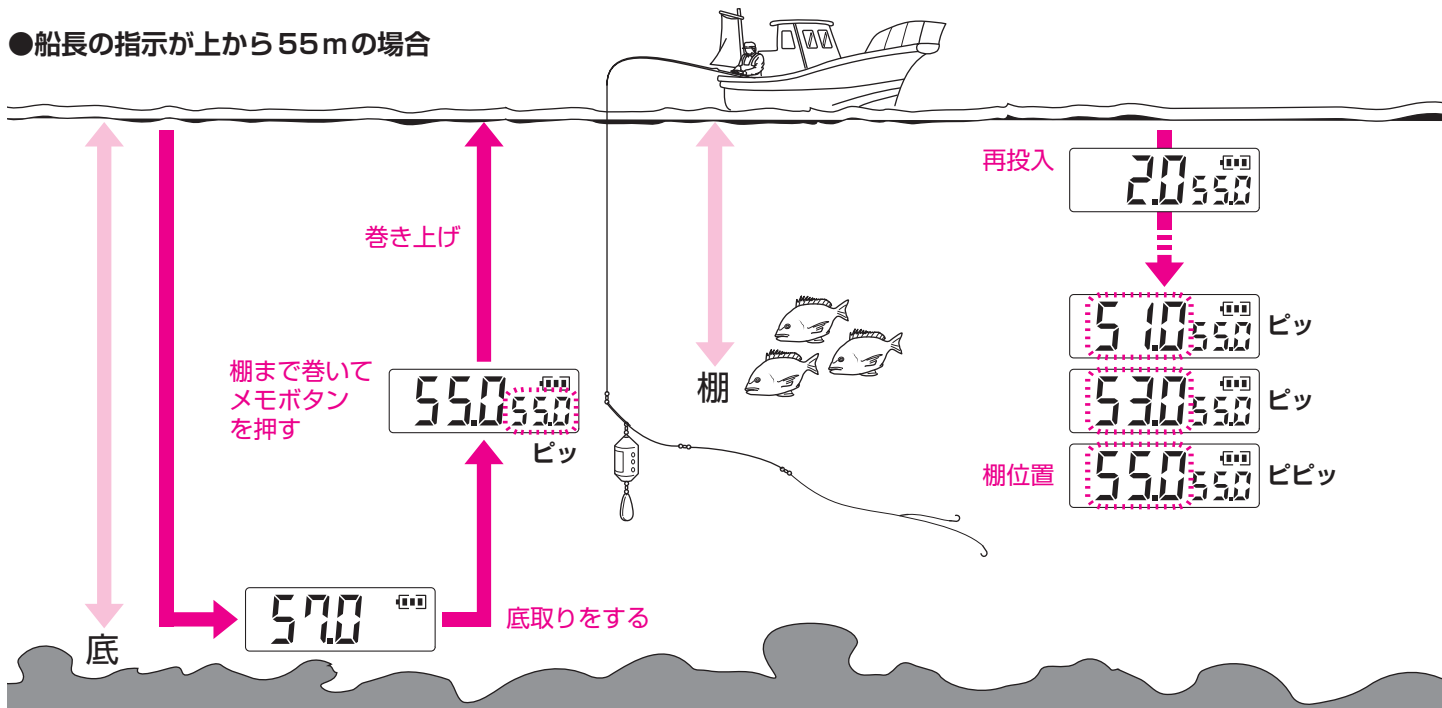 ●船長の指示が上から55mの場合
再投入
2.0 55.0
巻き上げ
51.0 55.0
ピッ
棚まで巻いて
メモボタン
を押す
55.0 55.0
ピッ
棚
53.0 55.0
ピッ
棚位置
55.0 55.0
ピピッ
57.0
底取りをする
底